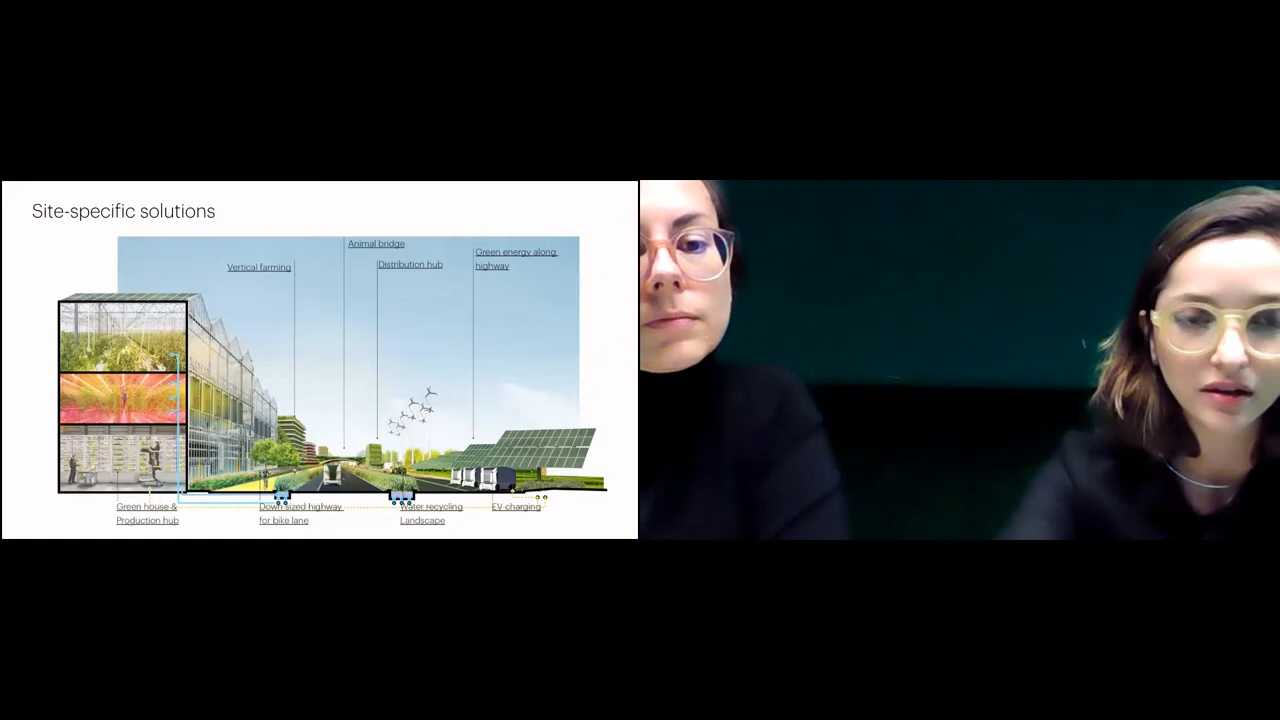 Site-specific solutions
Animal bridge
Green energy along
highway
Vertical farming
Distribution hub
Green house &
Production hub
Down sized highway
for bike lane
Water recycling
Landscape
EV charging